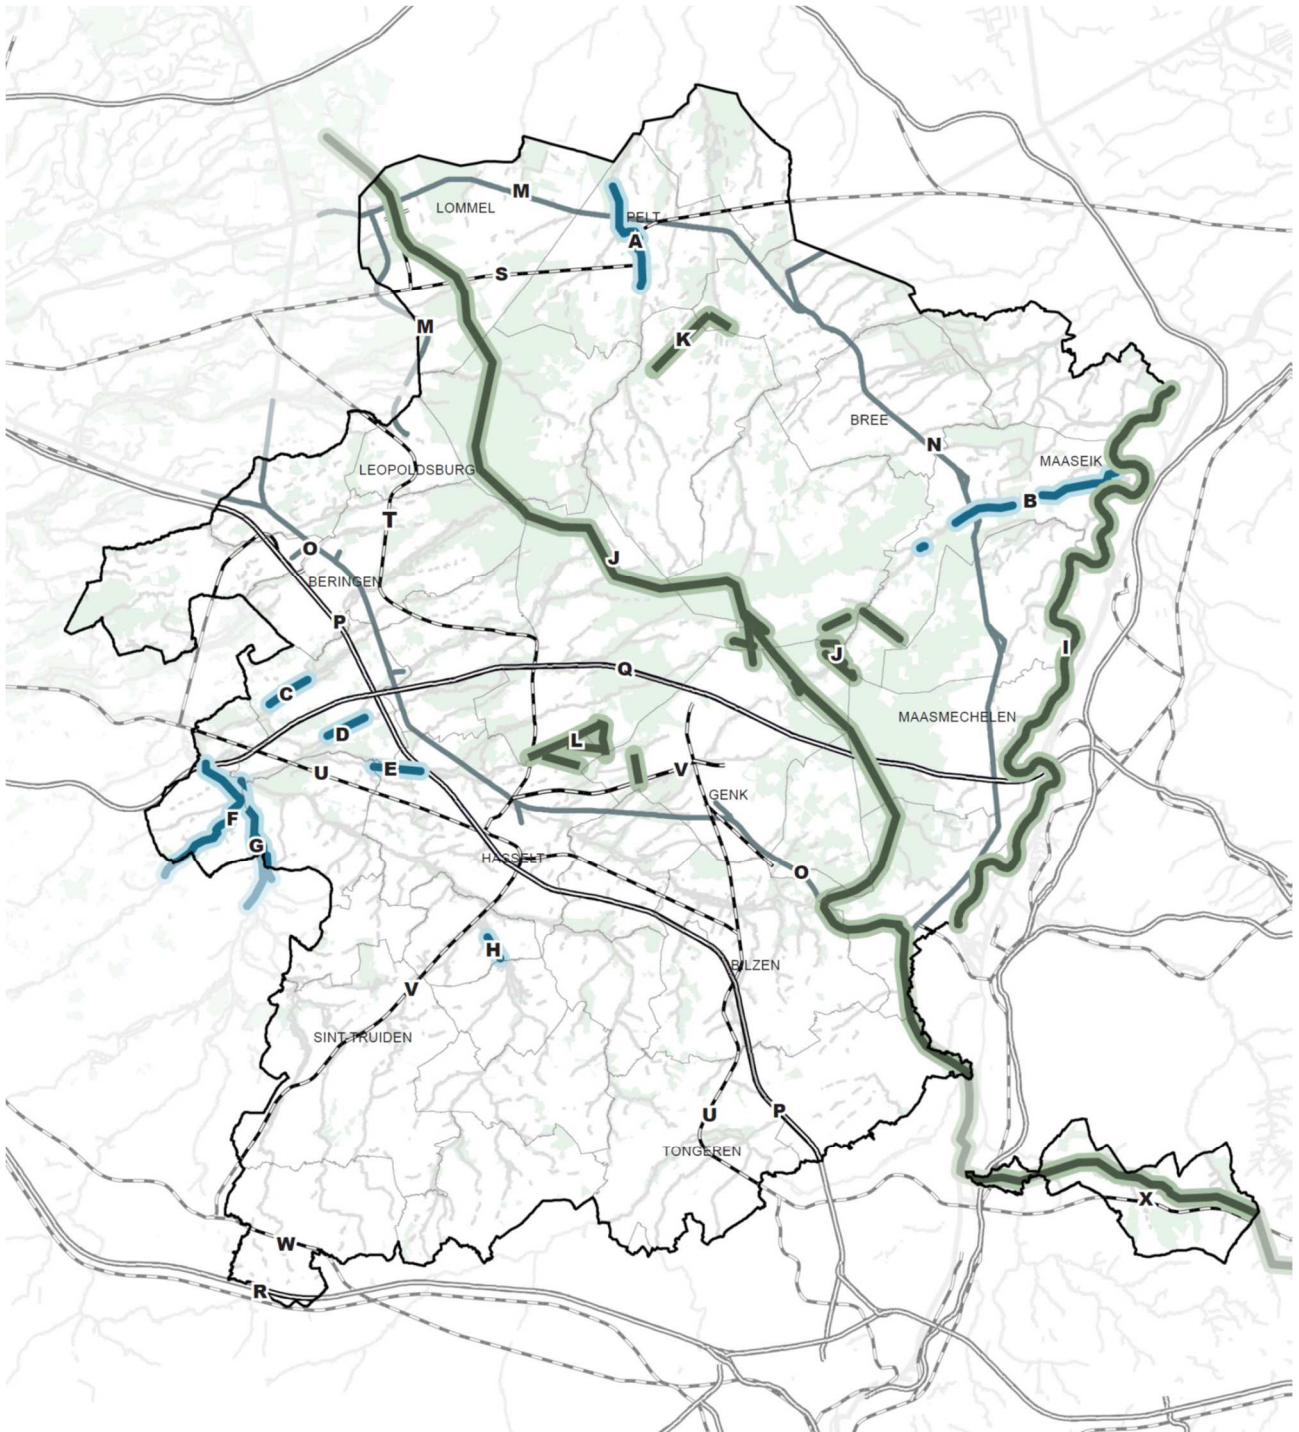 M
LOMMEL
PELT
A
S
M
K
BREE
N
MAASEIK
LEOPOLDSBURG
B
T
O
J
BERINGEN
P
I
J
Q
C
MAASMECHELEN
D
L
E
U
V
GENK
F
G
HASSELT
O
H
BILZEN
V
SINT-TRUIDEN
U
P
TONGEREN
X
W
R